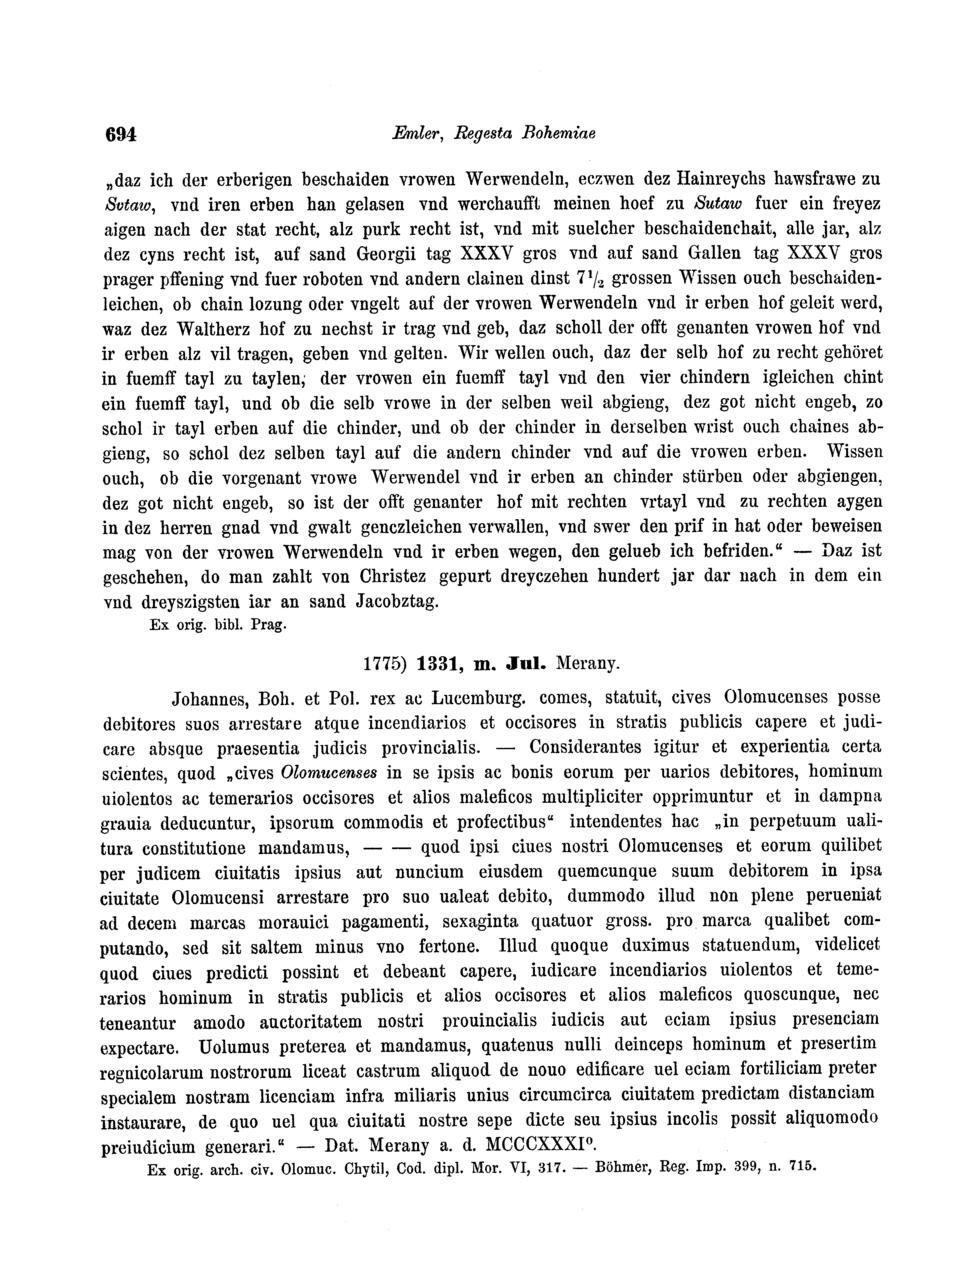 694 Emler, Regesta Bohemiae
„daz ich der erberigen beschaiden vrowen Werwendeln, eczwen dez Hainreychs hawsfrawe zu
Svtaw, vnd iren erben han gelasen vnd werchaufft meinen hoef zu Sutaw fuer ein freyez
aigen nach der stat recht, alz purk recht ist, vnd mit suelcher beschaidenchait, alle jar, alz
dez cyns recht ist, auf sand Georgii tag XXXV gros vnd auf sand Gallen tag XXXV gros
prager pffening vnd fuer roboten vnd andern clainen dinst 7 1/2 grossen Wissen ouch beschaiden-
leichen, ob chain lozung oder vngelt auf der vrowen Werwendeln vnd ir erben hof geleit werd,
waz dez Waltherz hof zu nechst ir trag vnd geb, daz scholl der offt genanten vrowen hof vnd
ir erben alz vil tragen, geben vnd gelten. Wir wellen ouch, daz der selb hof zu recht gehöret
in fuemff tayl zu taylen, der vrowen ein fuemff tayl vnd den vier chindern igleichen chint
ein fuemff tayl, und ob die selb vrowe in der selben weil abgieng, dez got nicht engeb, zo
schol ir tayl erben auf die chinder, und ob der chinder in derselben wrist ouch chaines ab-
gieng, so schol dez selben tayl auf die andern chinder vnd auf die vrowen erben. Wissen
ouch, ob die vorgenant vrowe Werwendel vnd ir erben an chinder stürben oder abgiengen,
dez got nicht engeb, so ist der offt genanter hof mit rechten vrtayl vnd zu rechten aygen
in dez herren gnad vnd gwalt genczleichen verwallen, vnd swer den prif in hat oder beweisen
mag von der vrowen Werwendeln vnd ir erben wegen, den gelueb ich befriden.“ — Daz ist
geschehen, do man zahlt von Christez gepurt dreyczehen hundert jar dar nach in dem ein
vnd dreyszigsten iar an sand Jacobztag.
Ex orig. bibl. Prag.
1775) 1331, m. Jul. Merany.
Johannes, Boh. et Pol. rex ac Lucemburg. comes, statuit, cives Olomucenses posse
debitores suos arrestare atque incendiarios et occisores in stratis publicis capere et judi-
care absque praesentia judicis provincialis. — Considerantes igitur et experientia certa
scientes, quod „cives Olomucenses in se ipsis ac bonis eorum per uarios debitores, hominum
uiolentos ac temerarios occisores et alios maleficos multipliciter opprimuntur et in dampna
grauia deducuntur, ipsorum commodis et profectibus“ intendentes hac „in perpetuum uali-
tura constitutione mandamus, — — quod ipsi ciues nostri Olomucenses et eorum quilibet
per judicem ciuitatis ipsius aut nuncium eiusdem quemcunque suum debitorem in ipsa
ciuitate Olomucensi arrestare pro suo ualeat debito, dummodo illud non plene perueniat
ad decem marcas morauici pagamenti, sexaginta quatuor gross. pro marca qualibet com-
putando, sed sit saltem minus vno fertone. Illud quoque duximus statuendum, videlicet
quod ciues predicti possint et debeant capere, iudicare incendiarios uiolentos et teme-
rarios hominum in stratis publicis et alios occisores et alios maleficos quoscunque, nec
teneantur amodo auctoritatem nostri prouincialis iudicis aut eciam ipsius presenciam
expectare. Uolumus preterea et mandamus, quatenus nulli deinceps hominum et presertim
regnicolarum nostrorum liceat castrum aliquod de nouo edificare uel eciam fortiliciam preter
specialem nostram licenciam infra miliaris unius circumcirca ciuitatem predictam distanciam
instaurare, de quo uel qua ciuitati nostre sepe dicte seu ipsius incolis possit aliquomodo
preiudicium generari.“ — Dat. Merany a. d. MCCCXXXI⁰.
Ex orig. arch. civ. Olomuc. Chytil, Cod. dipl. Mor. VI, 317. — Böhmer, Reg. Imp. 399, n. 715.